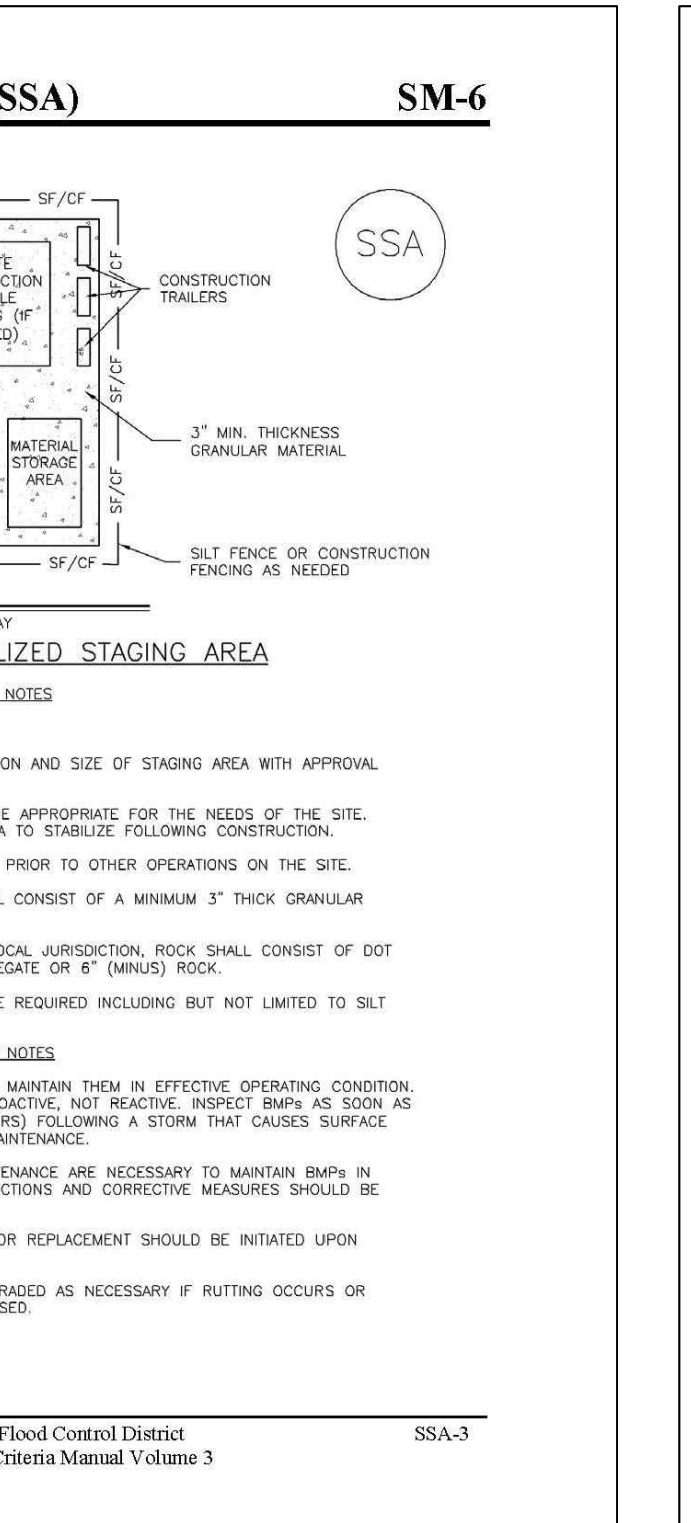 SSA) SM-6
SF/CF
SSA
SF/CF
CONSTRUCTION
TRAILERS
TE
CTION
LE
G (IF
ED)
SF/CF
3" MIN. THICKNESS
GRANULAR MATERIAL
MATERIAL
STORAGE
AREA
SF/CF
SF/CF
SILT FENCE OR CONSTRUCTION
FENCING AS NEEDED
AY
LIZED STAGING AREA
NOTES
ON AND SIZE OF STAGING AREA WITH APPROVAL
E APPROPRIATE FOR THE NEEDS OF THE SITE.
A TO STABILIZE FOLLOWING CONSTRUCTION.
PRIOR TO OTHER OPERATIONS ON THE SITE.
L CONSIST OF A MINIMUM 3" THICK GRANULAR
OCAL JURISDICTION, ROCK SHALL CONSIST OF DOT
EGATE OR 6" (MINUS) ROCK.
E REQUIRED INCLUDING BUT NOT LIMITED TO SILT
NOTES
MAINTAIN THEM IN EFFECTIVE OPERATING CONDITION.
OACTIVE, NOT REACTIVE. INSPECT BMPs AS SOON AS
RS) FOLLOWING A STORM THAT CAUSES SURFACE
AINTENANCE.
TENANCE ARE NECESSARY TO MAINTAIN BMPs IN
CTIONS AND CORRECTIVE MEASURES SHOULD BE
OR REPLACEMENT SHOULD BE INITIATED UPON
RADED AS NECESSARY IF RUTTING OCCURS OR
SED.
Flood Control District SSA-3
Criteria Manual Volume 3